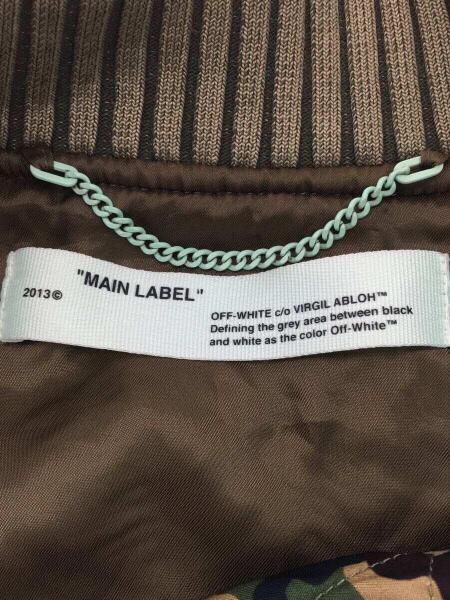 2013©
"MAIN LABEL"
OFF-WHITE c/o VIRGIL ABLOH™
Defining the grey area between black
and white as the color Off-White™